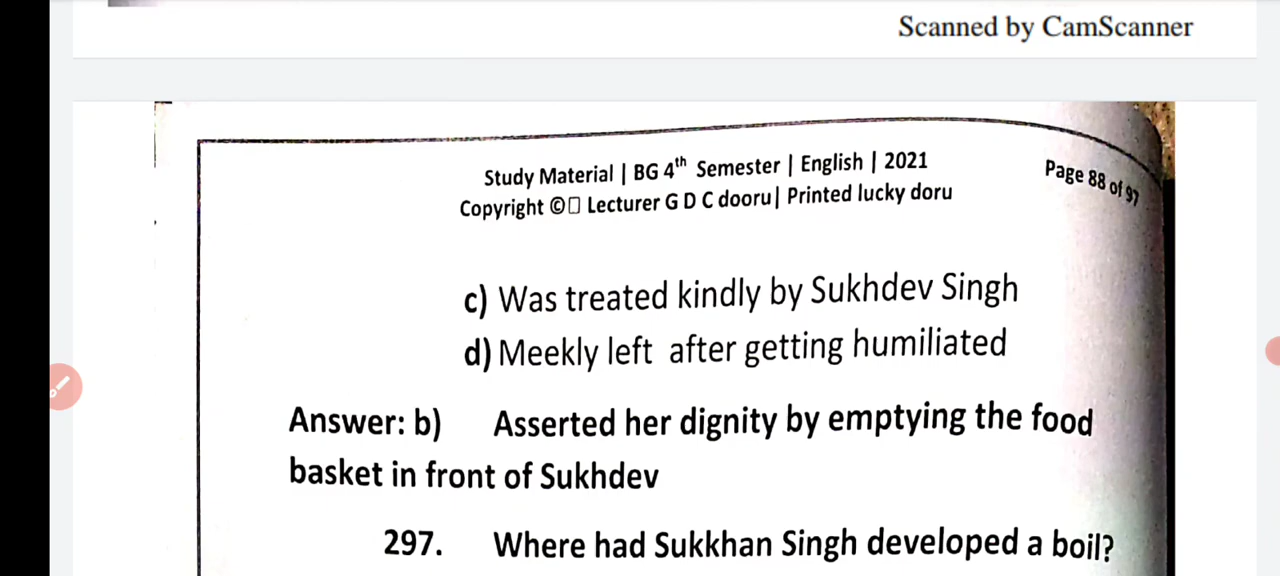 Scanned by CamScanner
Study Material | BG 4th Semester | English | 2021
Page 88 of 97
Copyright ©□ Lecturer G D C dooru| Printed lucky doru
c) Was treated kindly by Sukhdev Singh
d) Meekly left after getting humiliated
Answer: b) Asserted her dignity by emptying the food
basket in front of Sukhdev
297. Where had Sukkhan Singh developed a boil?